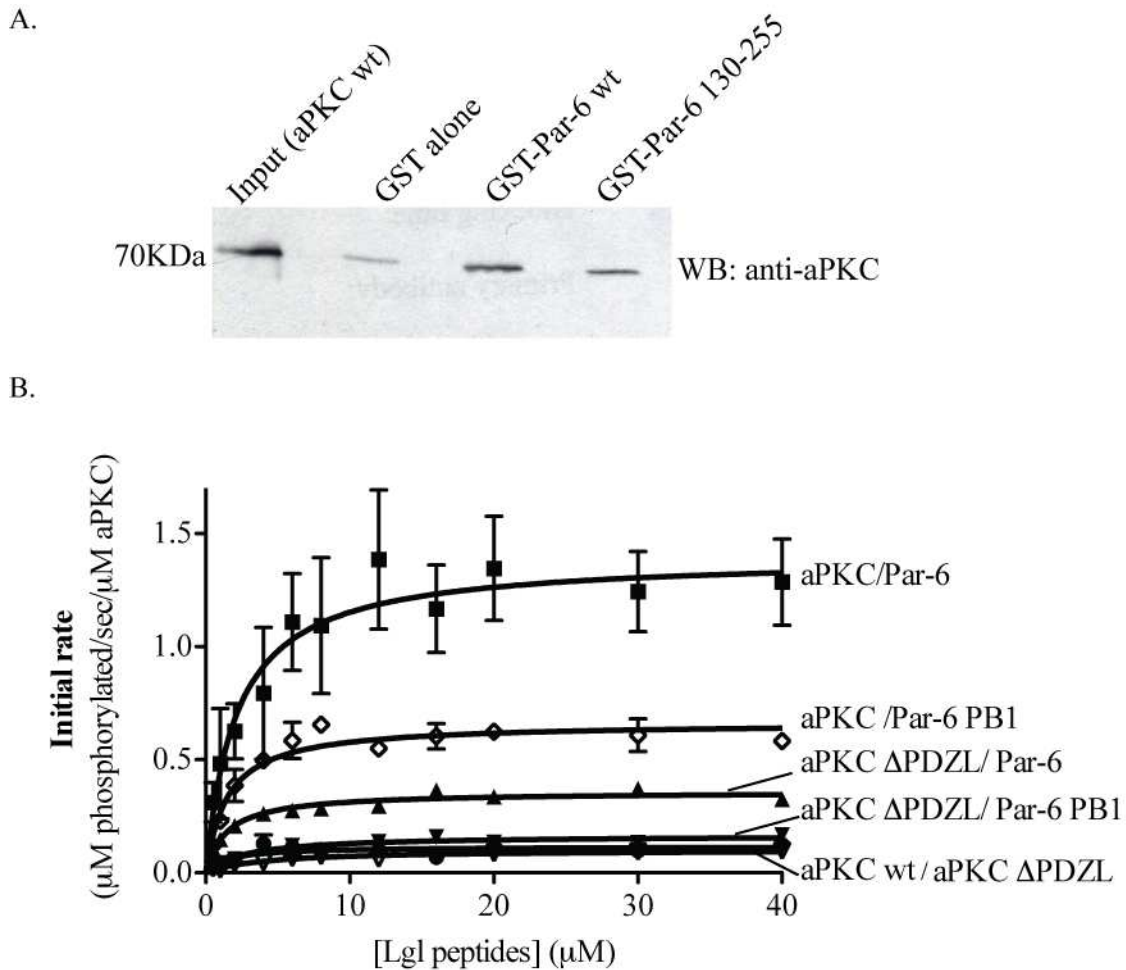 A.
Input (aPKC wt)
GST alone
GST-Par-6 wt
GST-Par-6 130-255
70KDa
WB: anti-aPKC
B.
Initial rate
(µM phosphorylated/sec/µM aPKC)
1.5
1.0
0.5
0.0
0
10
20
30
40
[Lgl peptides] (µM)
aPKC/Par-6
aPKC /Par-6 PB1
aPKC ΔPDZL/ Par-6
aPKC ΔPDZL/ Par-6 PB1
aPKC wt / aPKC ΔPDZL